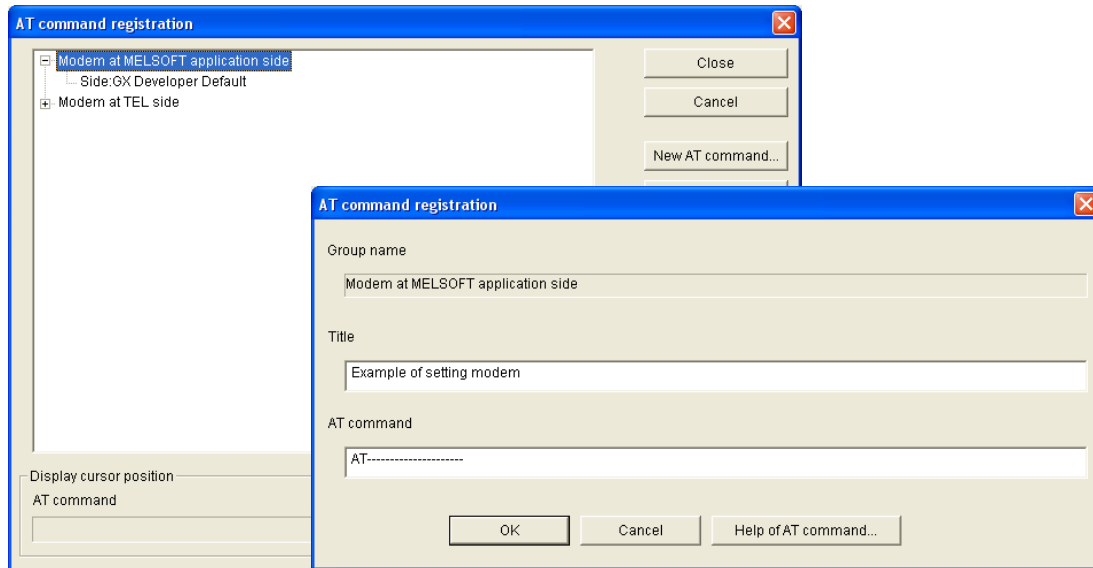 AT command registration
Modem at MELSOFT application side
Side:GX Developer Default
Modem at TEL side
Close
Cancel
New AT command...
Display cursor position
AT command
AT command registration
Group name
Modem at MELSOFT application side
Title
Example of setting modem
AT command
AT---------------------
OK
Cancel
Help of AT command...